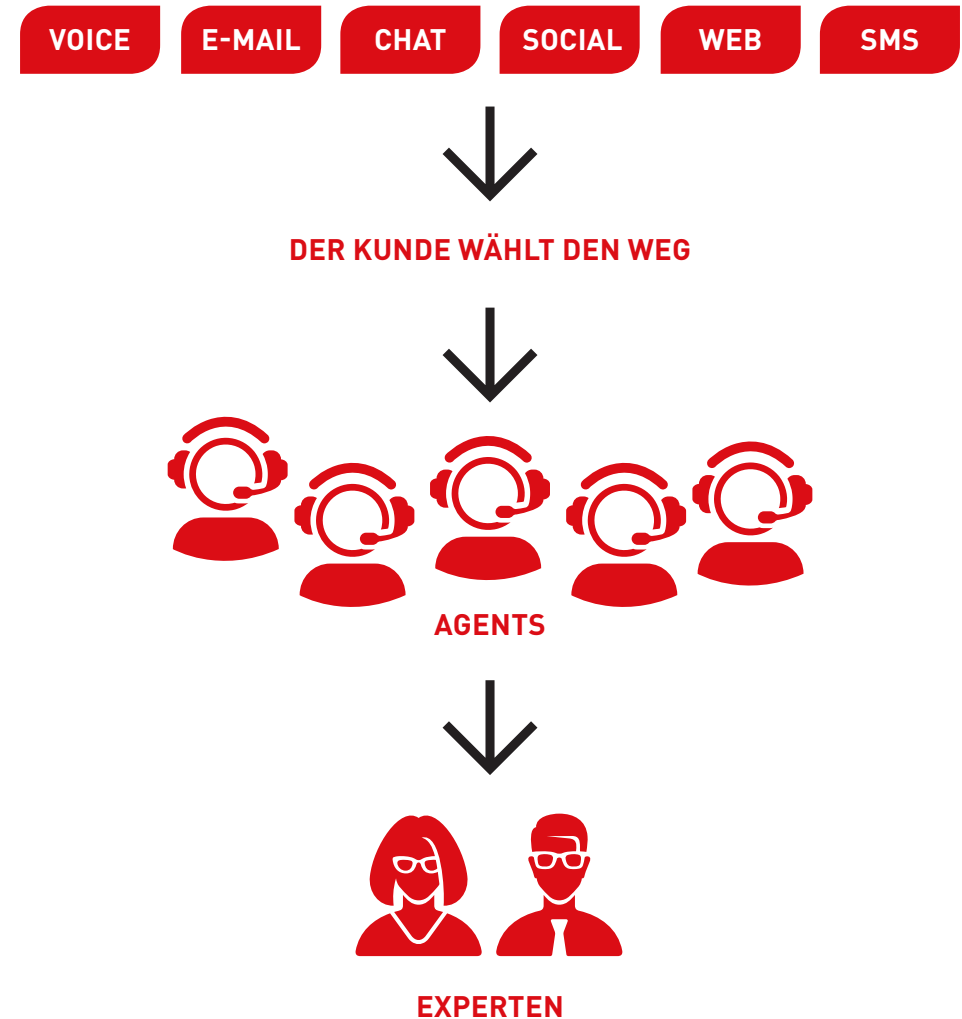 VOICE E-MAIL CHAT SOCIAL WEB SMS
DER KUNDE WÄHLT DEN WEG
AGENTS
EXPERTEN